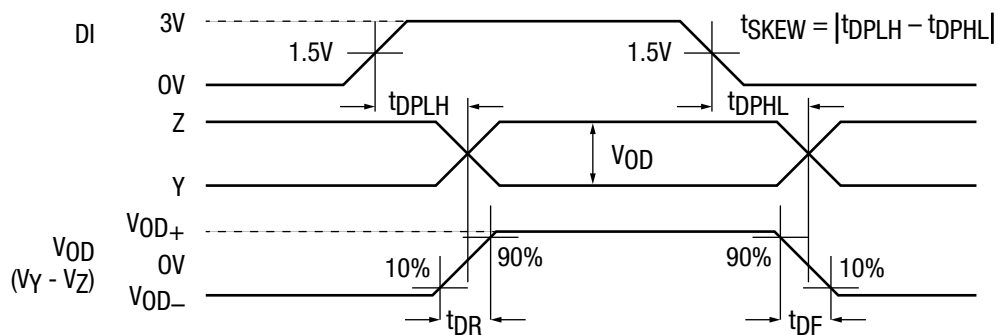 DI
3V
tSKEW = |tDPLH – tDPHL|
1.5V
1.5V
0V
tDPLH
tDPHL
Z
VOD
Y
VOD
(VY - VZ)
VOD+
0V
VOD–
10%
90%
90%
10%
tDR
tDF